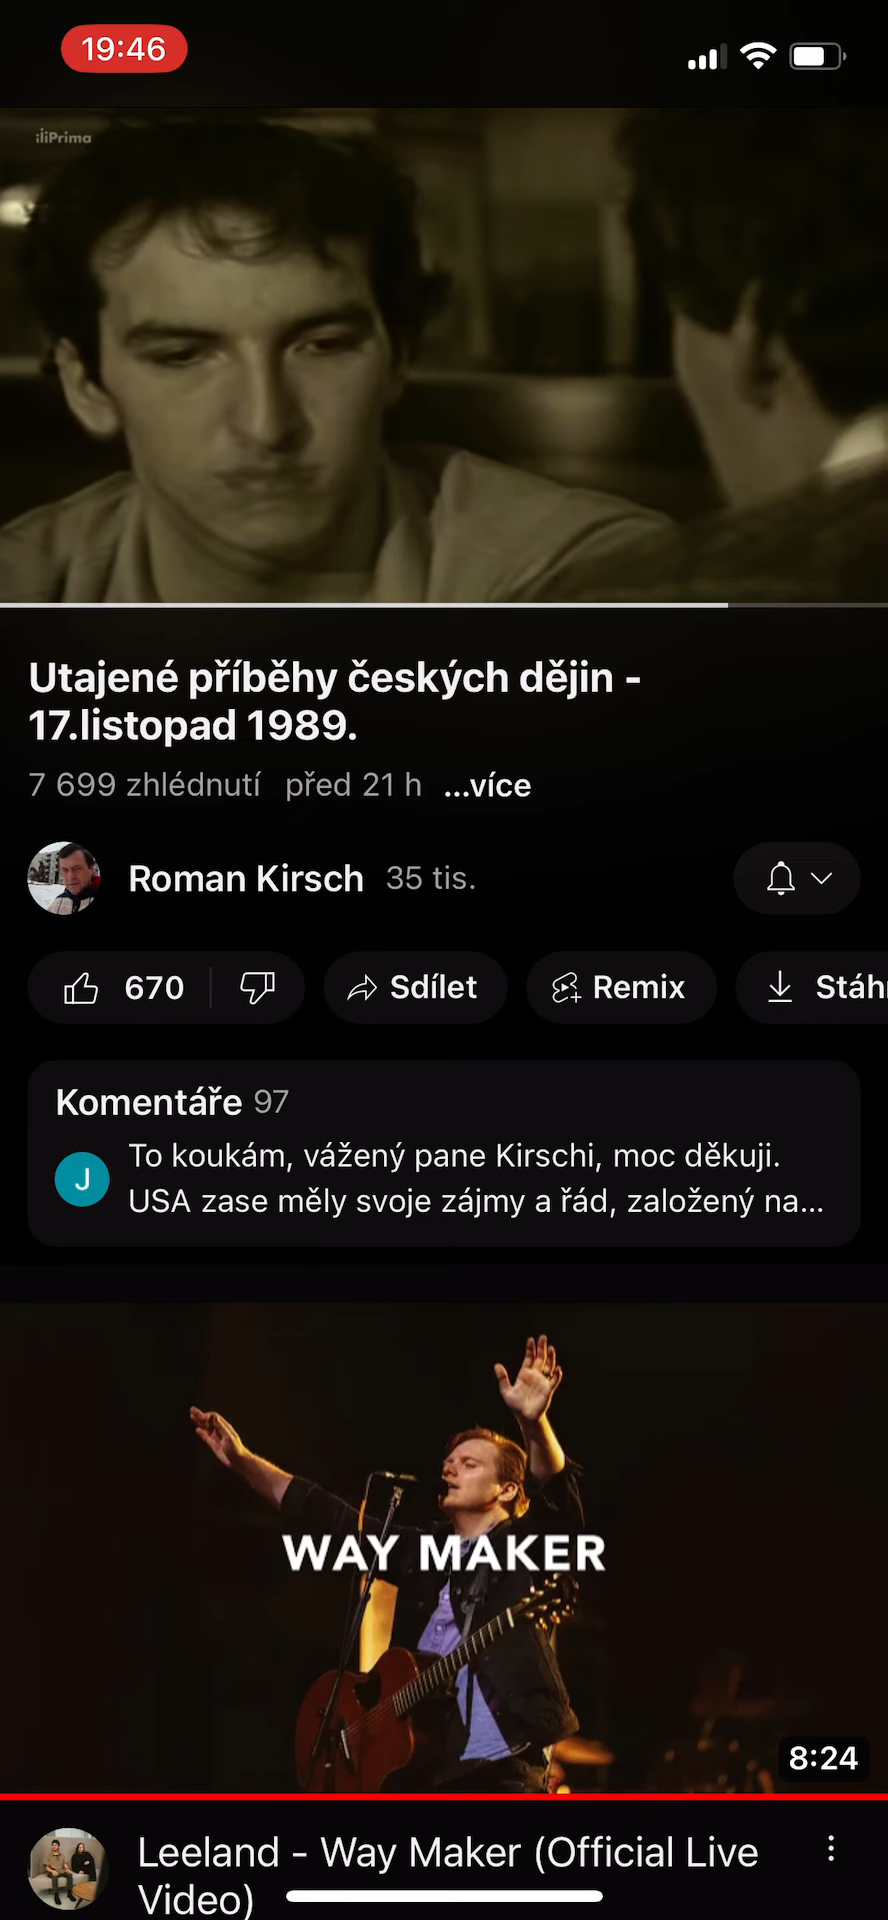 19:46
iliPrima
Utajené příběhy českých dějin -
17.listopad 1989.
7 699 zhlédnutí před 21 h ...více
Roman Kirsch 35 tis.
670 Sdílet Remix Stáh
Komentáře 97
J
To koukám, vážený pane Kirschi, moc děkuji.
USA zase měly svoje zájmy a řád, založený na...
WAY MAKER
8:24
Leeland - Way Maker (Official Live
Video)